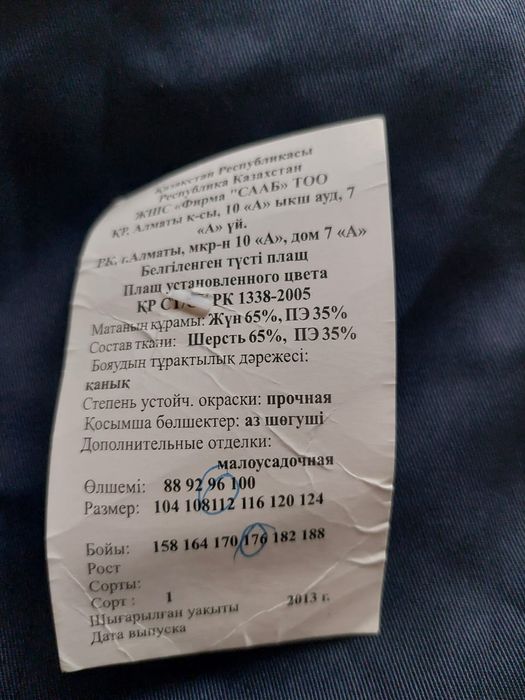 Қазақстан Республикасы
Республика Казахстан
ЖШС «Фирма "СААБ» ТОО
ҚР. Алматы к-сы, 10 «А» ықш ауд, 7
«А» үй.
РК, г.Алматы, мкр-н 10 «А», дом 7 «А»
Белгіленген түсті плащ
Плащ установленного цвета
ҚР РК 1338-2005
Матаның құрамы: Жүн 65%, ПЭ 35%
Состав ткани: Шерсть 65%, ПЭ 35%
Бояудың тұрақтылық дәрежесі:
қанық
Степень устойч. окраски: прочная
Қосымша бөлшектер: аз шөгуші
Дополнительные отделки:
малоусадочная
Өлшемі: 88 92 96 100
Размер: 104 108112 116 120 124
Бойы: 158 164 170 176 182 188
Рост
Сорты:
Сорт : 1
Шығарылған уақыты 2013 г.
Дата выпуска